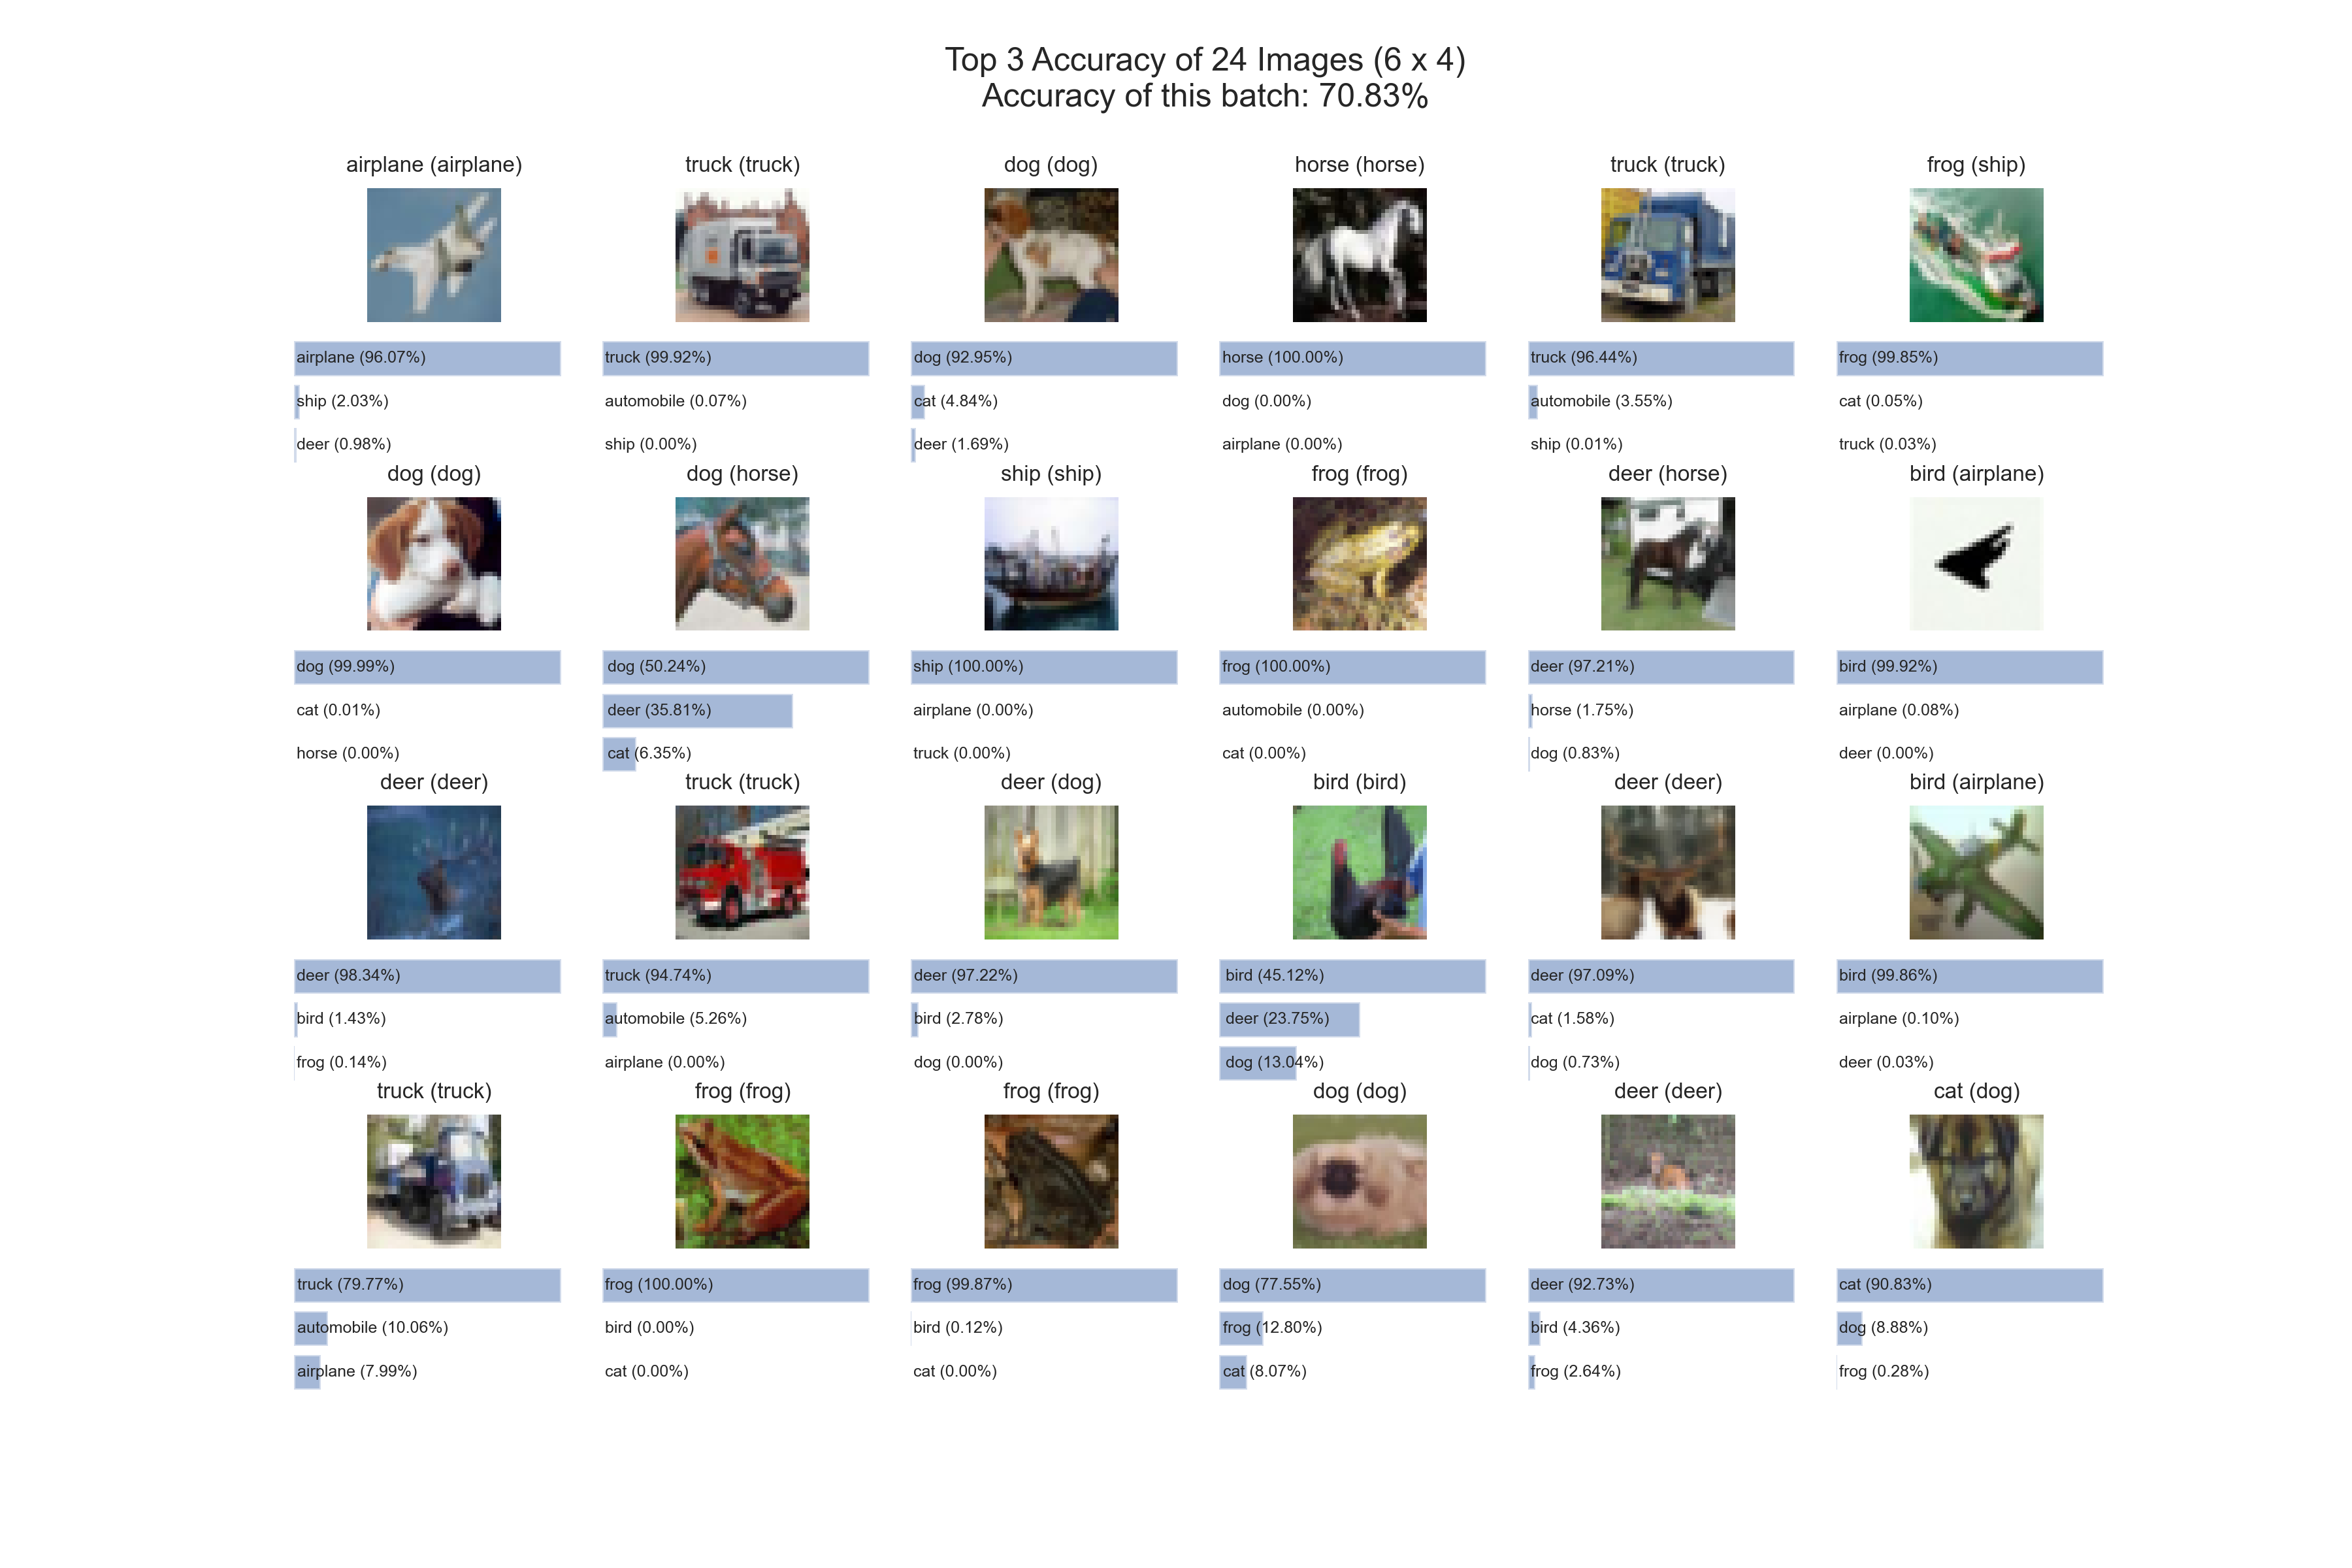 Top 3 Accuracy of 24 Images (6 x 4)
Accuracy of this batch: 70.83%
airplane (airplane)
airplane (96.07%)
ship (2.03%)
deer (0.98%)
truck (truck)
truck (99.92%)
automobile (0.07%)
ship (0.00%)
dog (dog)
dog (92.95%)
cat (4.84%)
deer (1.69%)
horse (horse)
horse (100.00%)
dog (0.00%)
airplane (0.00%)
truck (truck)
truck (96.44%)
automobile (3.55%)
ship (0.01%)
frog (ship)
frog (99.85%)
cat (0.05%)
truck (0.03%)
dog (dog)
dog (99.99%)
cat (0.01%)
horse (0.00%)
dog (horse)
dog (50.24%)
deer (35.81%)
cat (6.35%)
ship (ship)
ship (100.00%)
airplane (0.00%)
truck (0.00%)
frog (frog)
frog (100.00%)
automobile (0.00%)
cat (0.00%)
deer (horse)
deer (97.21%)
horse (1.75%)
dog (0.83%)
bird (airplane)
bird (99.92%)
airplane (0.08%)
deer (0.00%)
deer (deer)
deer (98.34%)
bird (1.43%)
frog (0.14%)
truck (truck)
truck (94.74%)
automobile (5.26%)
airplane (0.00%)
deer (dog)
deer (97.22%)
bird (2.78%)
dog (0.00%)
bird (bird)
bird (45.12%)
deer (23.75%)
dog (13.04%)
deer (deer)
deer (97.09%)
cat (1.58%)
dog (0.73%)
bird (airplane)
bird (99.86%)
airplane (0.10%)
deer (0.03%)
truck (truck)
truck (79.77%)
automobile (10.06%)
airplane (7.99%)
frog (frog)
frog (100.00%)
bird (0.00%)
cat (0.00%)
frog (frog)
frog (99.87%)
bird (0.12%)
cat (0.00%)
dog (dog)
dog (77.55%)
frog (12.80%)
cat (8.07%)
deer (deer)
deer (92.73%)
bird (4.36%)
frog (2.64%)
cat (dog)
cat (90.83%)
dog (8.88%)
frog (0.28%)